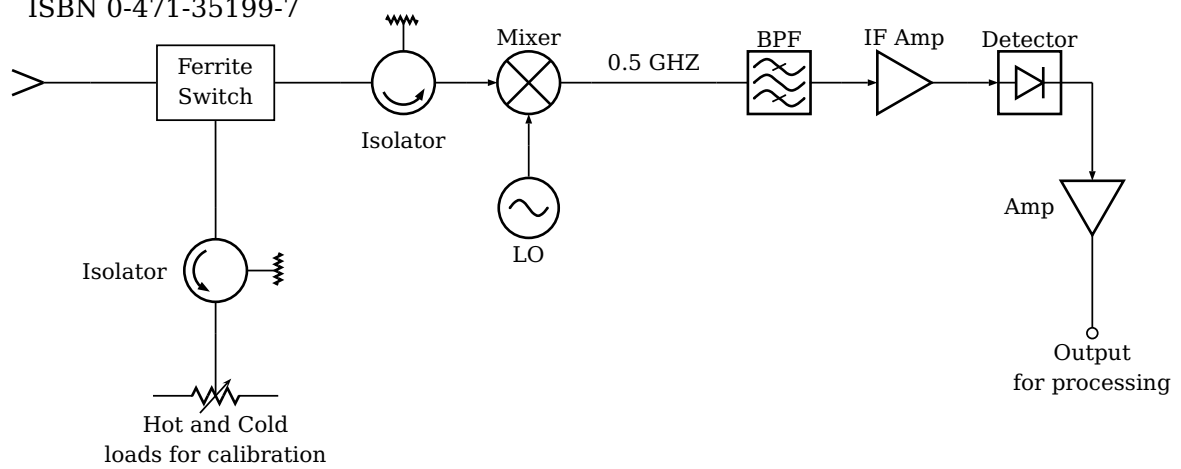 ISBN 0-471-35199-7
Ferrite
Switch
Isolator
Mixer
0.5 GHZ
BPF
IF Amp
Detector
LO
Amp
Isolator
Output
for processing
Hot and Cold
loads for calibration